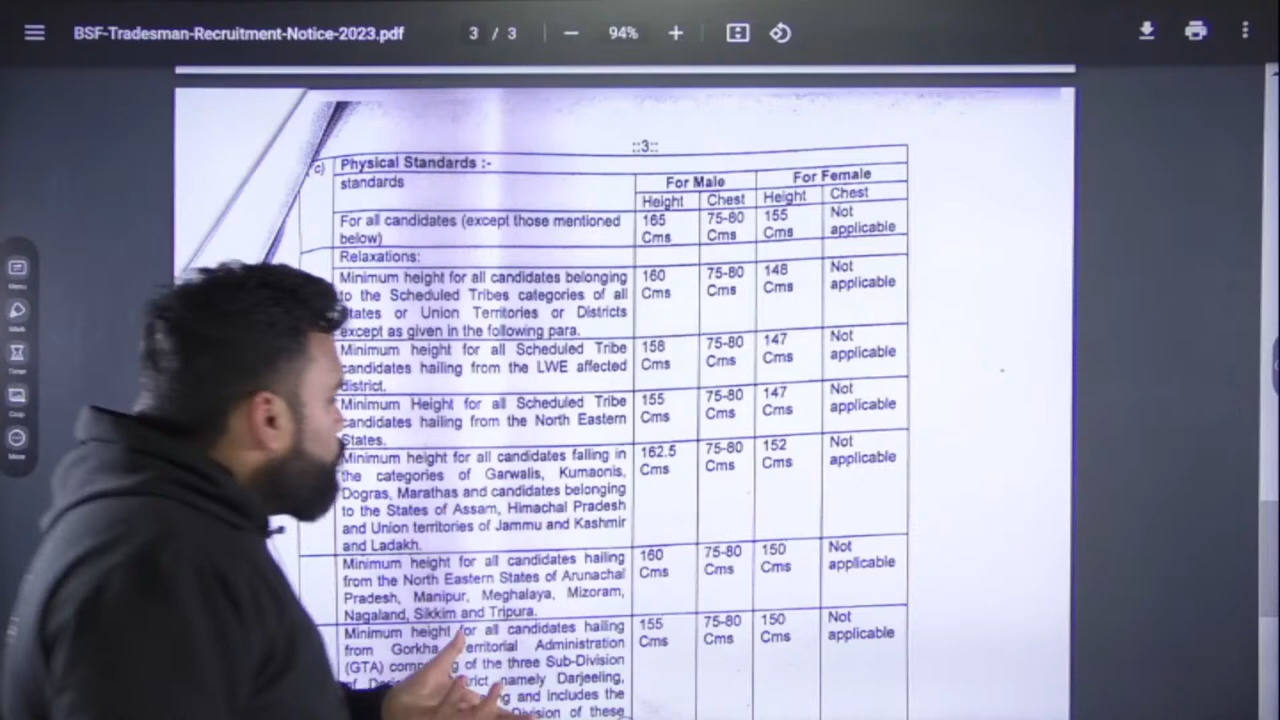 BSF-Tradesman-Recruitment-Notice-2023.pdf 3 / 3 94%
::3::
c) Physical Standards :-
standards For Male For Female
Height Chest Height Chest
For all candidates (except those mentioned below) 165 Cms 75-80 Cms 155 Cms Not applicable
Relaxations:
Minimum height for all candidates belonging 160 75-80 148 Not
to the Scheduled Tribes categories of all Cms Cms Cms applicable
States or Union Territories or Districts
except as given in the following para.
Minimum height for all Scheduled Tribe 158 75-80 147 Not
candidates hailing from the LWE affected Cms Cms Cms applicable
district.
Minimum Height for all Scheduled Tribe 155 75-80 147 Not
candidates hailing from the North Eastern Cms Cms Cms applicable
States.
Minimum height for all candidates falling in 162.5 75-80 152 Not
the categories of Garwalis, Kumaonis, Cms Cms Cms applicable
Dogras, Marathas and candidates belonging
to the States of Assam, Himachal Pradesh
and Union territories of Jammu and Kashmir
and Ladakh.
Minimum height for all candidates hailing 160 75-80 150 Not
from the North Eastern States of Arunachal Cms Cms Cms applicable
Pradesh, Manipur, Meghalaya, Mizoram,
Nagaland, Sikkim and Tripura.
Minimum height for all candidates hailing 155 75-80 150 Not
from Gorkha Territorial Administration Cms Cms Cms applicable
(GTA) of the three Sub-Division
namely Darjeeling,
and includes the
of these
Menu
Timer
More